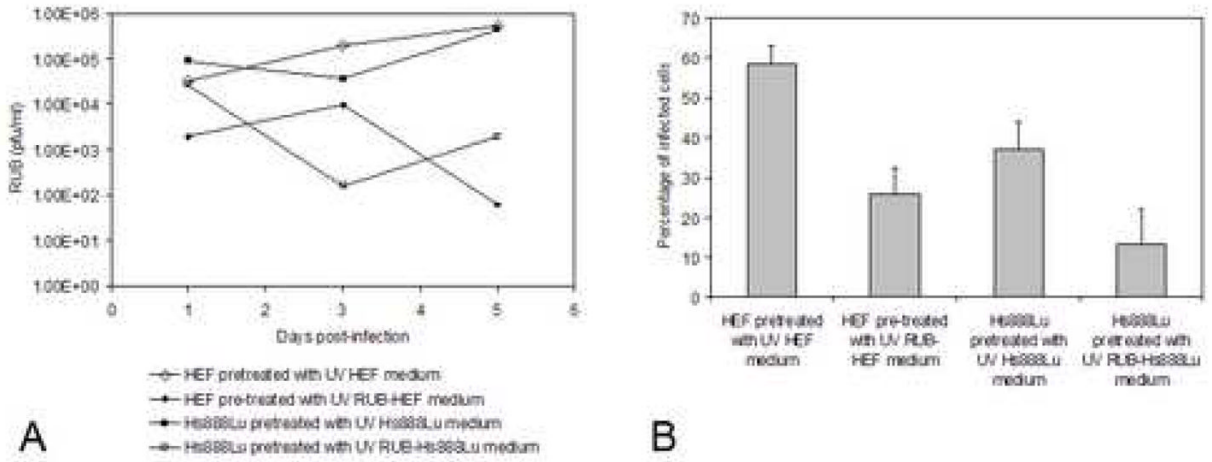 1.00E+06
1.00E+05
1.00E+04
1.00E+03
1.00E+02
1.00E+01
1.00E+00
RUB (pfu/ml)
0 1 2 3 4 5 6
Days post-infection
HEF pretreated with UV HEF medium
HEF pre-treated with UV RUB-HEF medium
Hs888Lu pretreated with UV Hs888Lu medium
Hs888Lu pretreated with UV RUB-Hs888Lu medium
A
70
60
50
40
30
20
10
0
Percentage of infected cells
HEF pretreated
with UV HEF
medium
HEF pre-treated
with UV RUB-
HEF medium
Hs888Lu
pretreated with
UV Hs888Lu
medium
Hs888Lu
pretreated with
UV RUB-Hs888Lu
medium
B